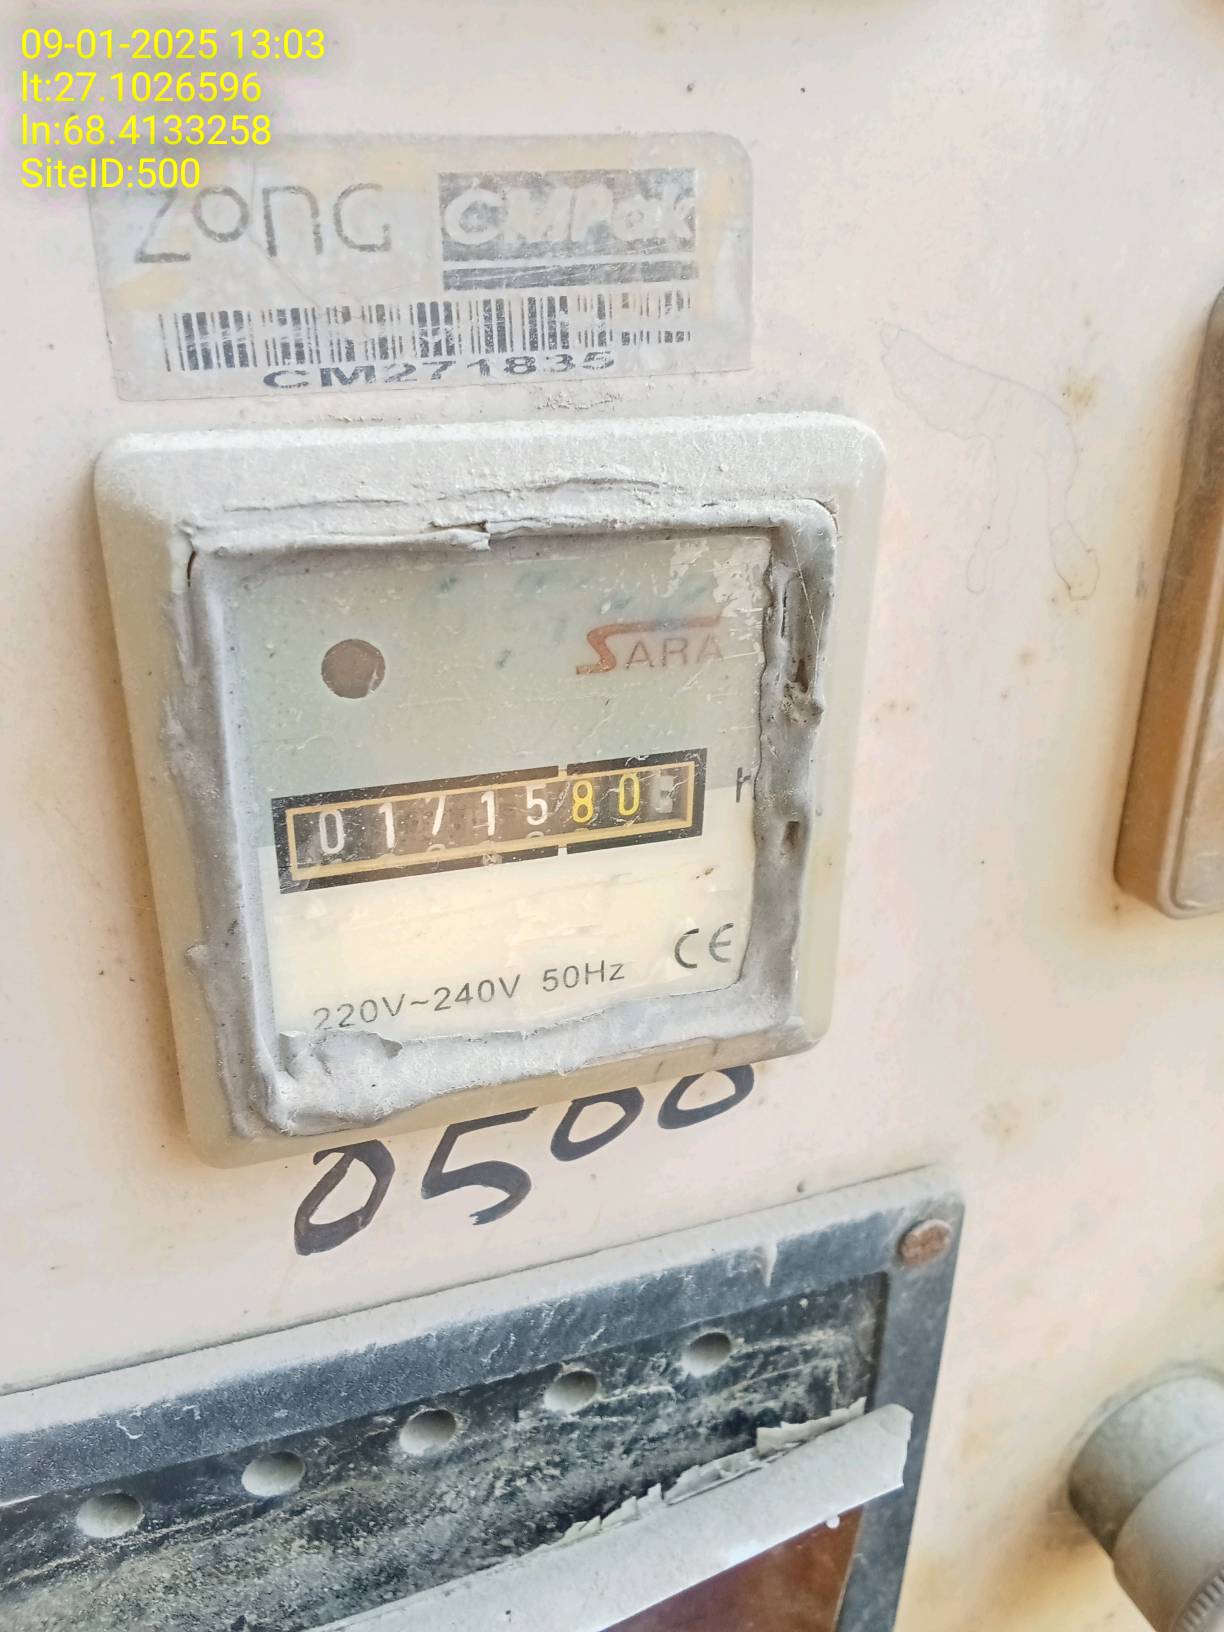 09-01-2025 13:03
lt:27.1026596
ln:68.4133258
SiteID:500
zong CMPak
CM271835
SARA
01715 80
h
CE
220V~240V 50Hz
0500